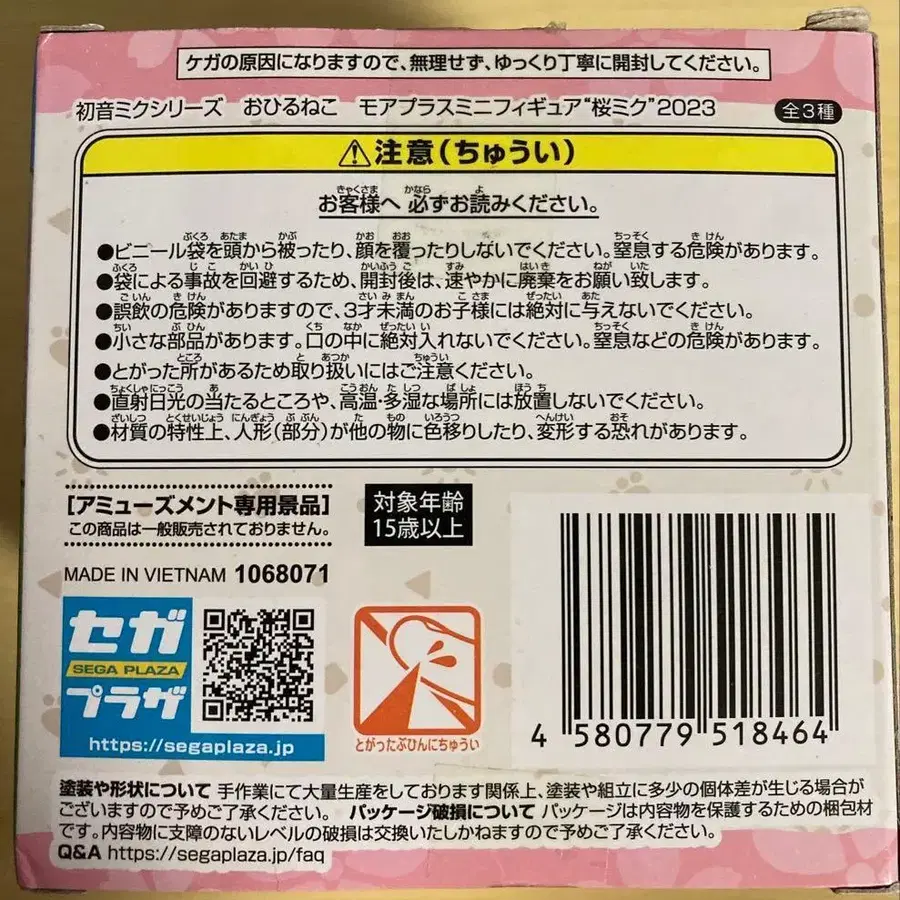 ケガの原因になりますので、無理せず、ゆっくり丁寧に開封してください。
初音ミクシリーズ おひるねこ モアプラスミニフィギュア“桜ミク”2023 全3種
⚠注意(ちゅうい)
お客様へ 必ずお読みください。
●ビニール袋を頭から被ったり、顔を覆ったりしないでください。窒息する危険があります。
●袋による事故を回避するため、開封後は、速やかに廃棄をお願い致します。
●誤飲の危険がありますので、3才未満のお子様には絶対に与えないでください。
●小さな部品があります。口の中に絶対入れないでください。窒息などの危険があります。
●とがった所があるため取り扱いにはご注意ください。
●直射日光の当たるところや、高温・多湿な場所には放置しないでください。
●材質の特性上、人形(部分)が他の物に色移りしたり、変形する恐れがあります。
[アミューズメント専用景品]
この商品は一般販売されておりません。
対象年齢
15歳以上
MADE IN VIETNAM 1068071
セガ
SEGA PLAZA
プラザ
https://segaplaza.jp
とがったぶひんにちゅうい
4 580779 518464
塗装や形状について 手作業にて大量生産をしております関係上、塗装や組立に多少の個体差が生じる場合が
ございますので予めご了承ください。 パッケージ破損について パッケージは内容物を保護するための梱包材
です。内容物に支障のないレベルの破損は交換いたしかねますので予めご了承ください。
Q&A https://segaplaza.jp/faq